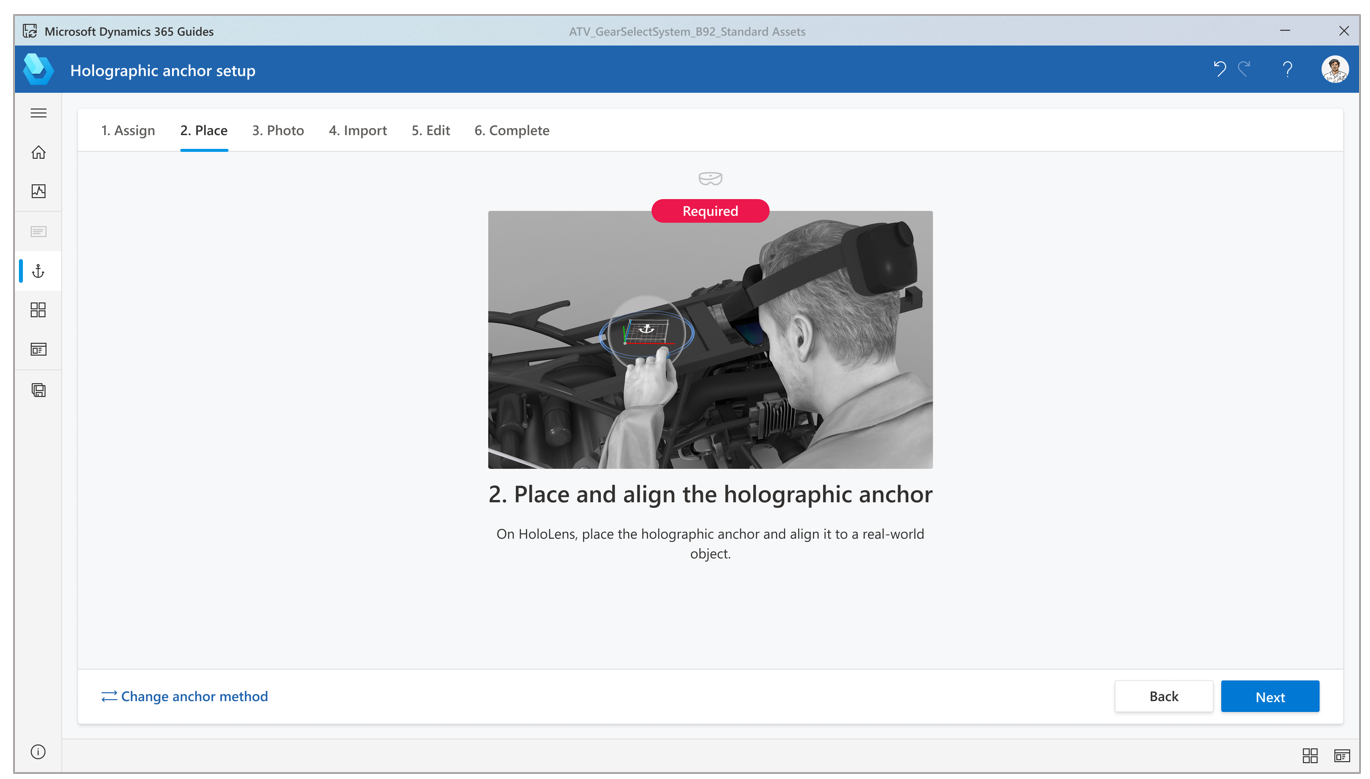 Microsoft Dynamics 365 Guides
ATV_GearSelectSystem_B92_Standard Assets
Holographic anchor setup
1. Assign 2. Place 3. Photo 4. Import 5. Edit 6. Complete
Required
2. Place and align the holographic anchor
On HoloLens, place the holographic anchor and align it to a real-world
object.
Change anchor method
Back
Next